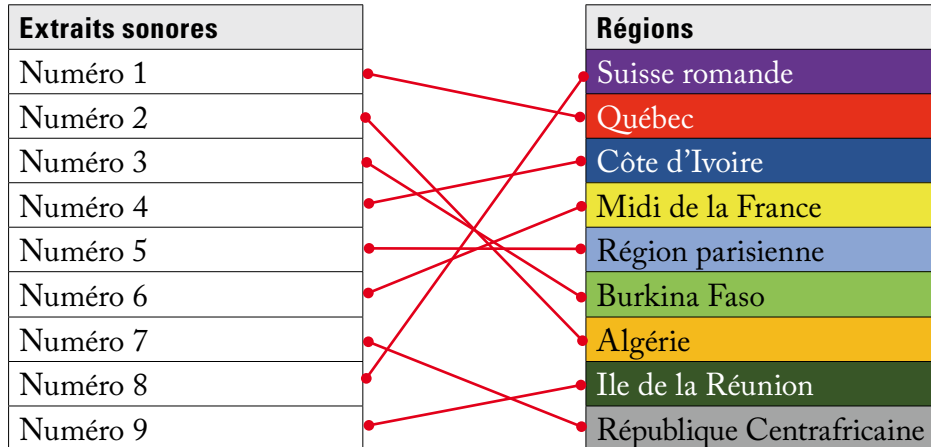 Extraits sonores Régions
Numéro 1 Suisse romande
Numéro 2 Québec
Numéro 3 Côte d’Ivoire
Numéro 4 Midi de la France
Numéro 5 Région parisienne
Numéro 6 Burkina Faso
Numéro 7 Algérie
Numéro 8 Ile de la Réunion
Numéro 9 République Centrafricaine